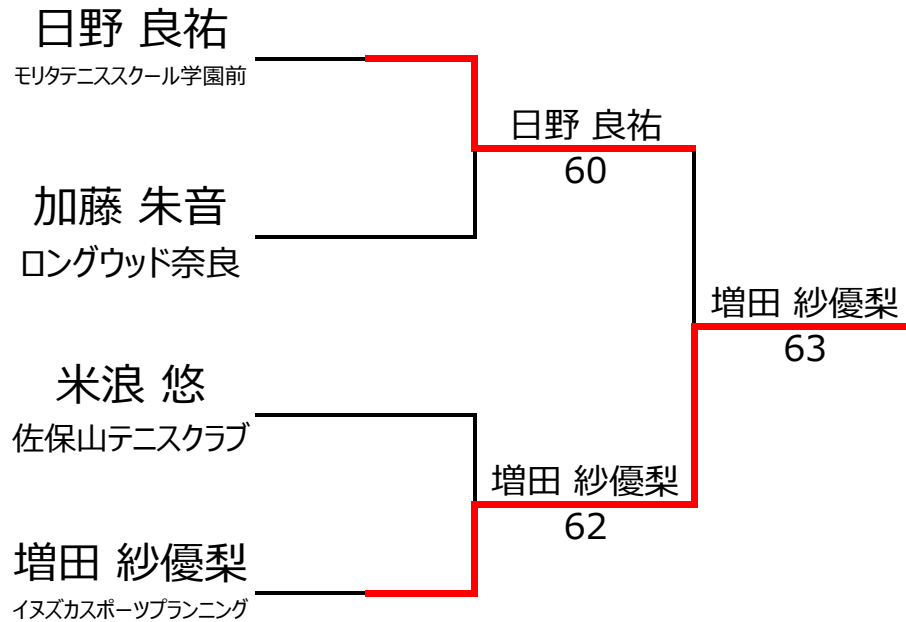 日野 良祐
モリタテニススクール学園前
加藤 朱音
ロングウッド奈良
米浪 悠
佐保山テニスクラブ
増田 紗優梨
イヌズカスポーツプランニング
日野 良祐
60
増田 紗優梨
62
増田 紗優梨
63